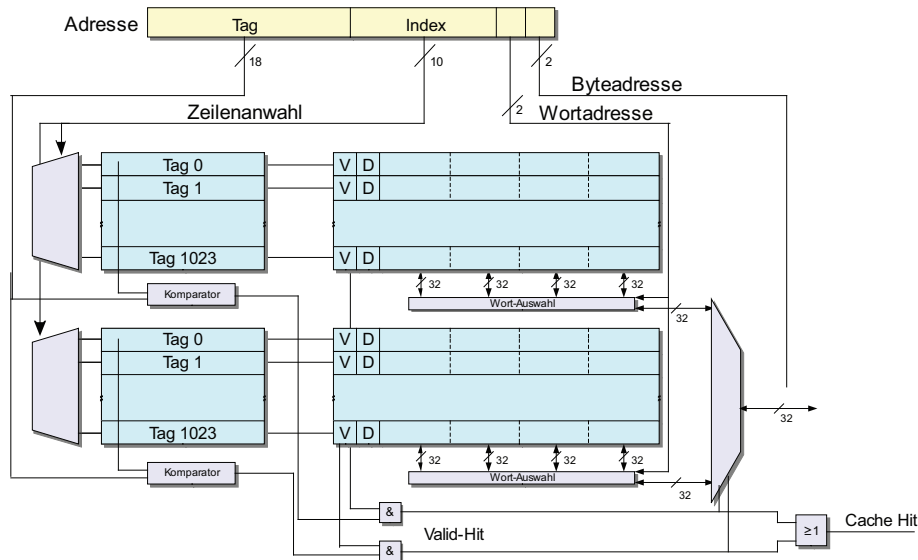 Adresse
Tag
Index
18
10
2
2
Byteadresse
Zeilenanwahl
Wortadresse
Tag 0
V D
Tag 1
V D
Tag 1023
V D
32 32 32 32
Komparator
Wort-Auswahl
32
Tag 0
V D
Tag 1
V D
32
Tag 1023
V D
32 32 32 32
Komparator
Wort-Auswahl
32
&
Valid-Hit
≥1
Cache Hit
&